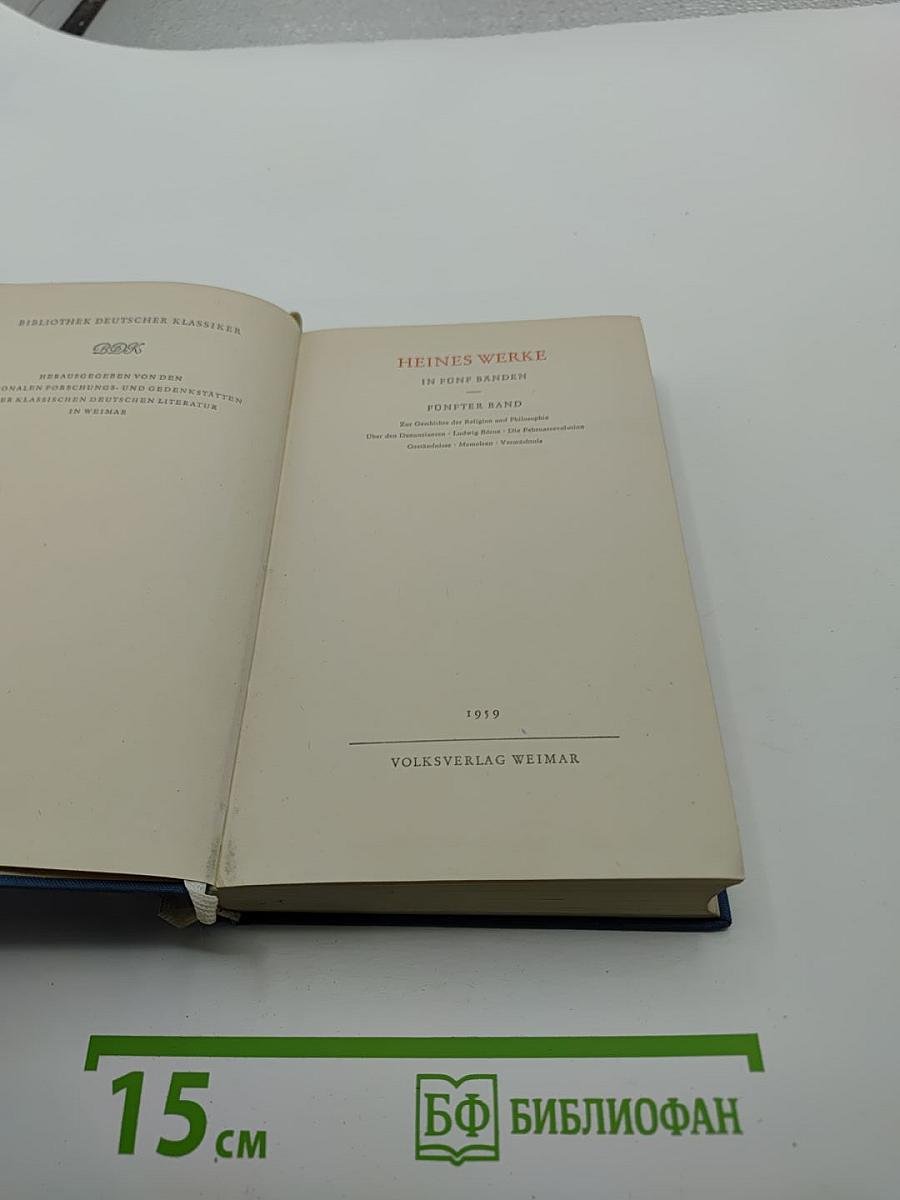 BIBLIOTHEK DEUTSCHER KLASSIKER
BDK
HERAUSGEGEBEN VON DEN
ONALEN FORSCHUNGS- UND GEDENKSTÄTTEN
ER KLASSISCHEN DEUTSCHEN LITERATUR
IN WEIMAR
HEINES WERKE
IN FÜNF BÄNDEN
FÜNFTER BAND
Zur Geschichte der Religion und Philosophie
Über den Denunzianten · Ludwig Börne · Die Februarrevolution
Geständnisse · Memoiren · Vermischte
1959
VOLKSVERLAG WEIMAR
15 см
БФ БИБЛИОФАН